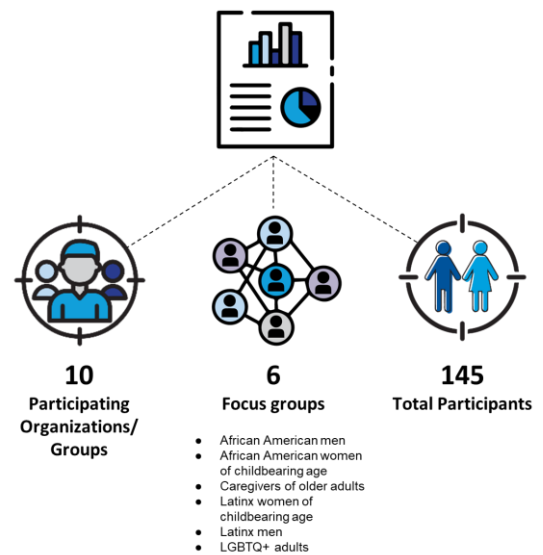 10
Participating
Organizations/
Groups
6
Focus groups
● African American men
● African American women
of childbearing age
● Caregivers of older adults
● Latinx women of
childbearing age
● Latinx men
● LGBTQ+ adults
145
Total Participants